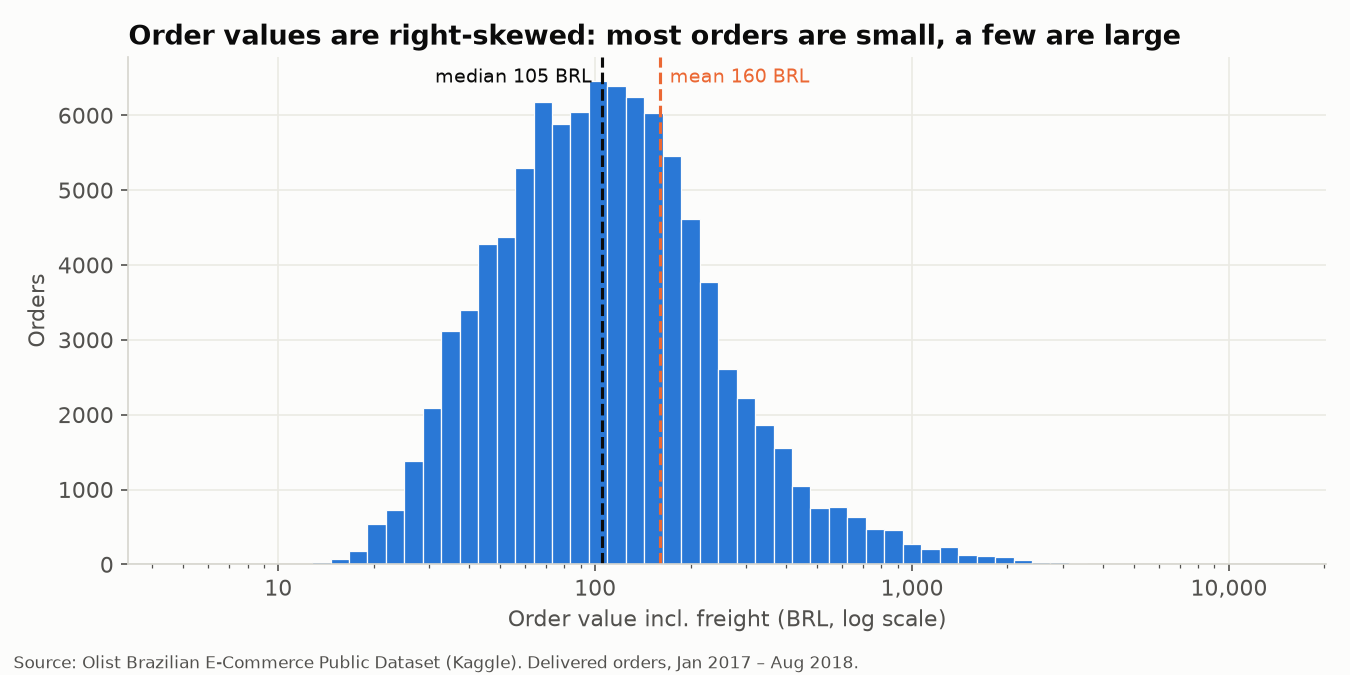 Order values are right-skewed: most orders are small, a few are large
median 105 BRL
mean 160 BRL
6000
5000
4000
3000
2000
1000
0
Orders
10
100
1,000
10,000
Order value incl. freight (BRL, log scale)
Source: Olist Brazilian E-Commerce Public Dataset (Kaggle). Delivered orders, Jan 2017 – Aug 2018.